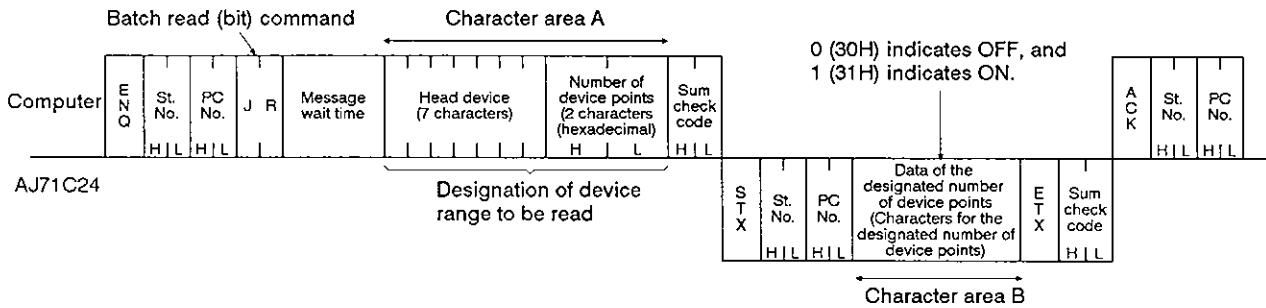 Batch read (bit) command
Character area A
0 (30H) indicates OFF, and
1 (31H) indicates ON.
Computer
E
N
Q
St.
No.
H L
PC
No.
H L
J R
Message
wait time
Head device
(7 characters)
Number of
device points
(2 characters
(hexadecimal)
H L
Sum
check
code
H L
A
C
K
St.
No.
H L
PC
No.
H L
AJ71C24
Designation of device
range to be read
S
T
X
St.
No.
H L
PC
No.
H L
Data of the
designated number
of device points
(Characters for the
designated number of
device points)
E
T
X
Sum
check
code
H L
Character area B